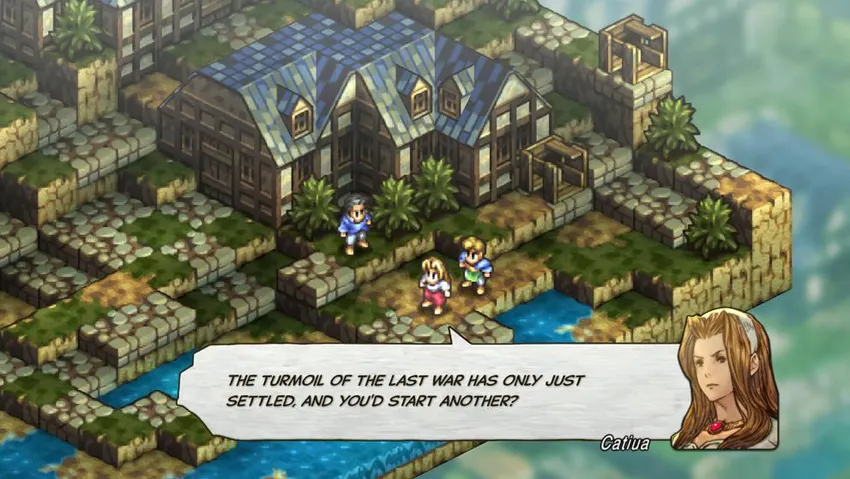 THE TURMOIL OF THE LAST WAR HAS ONLY JUST
SETTLED, AND YOU'D START ANOTHER?
Catiua